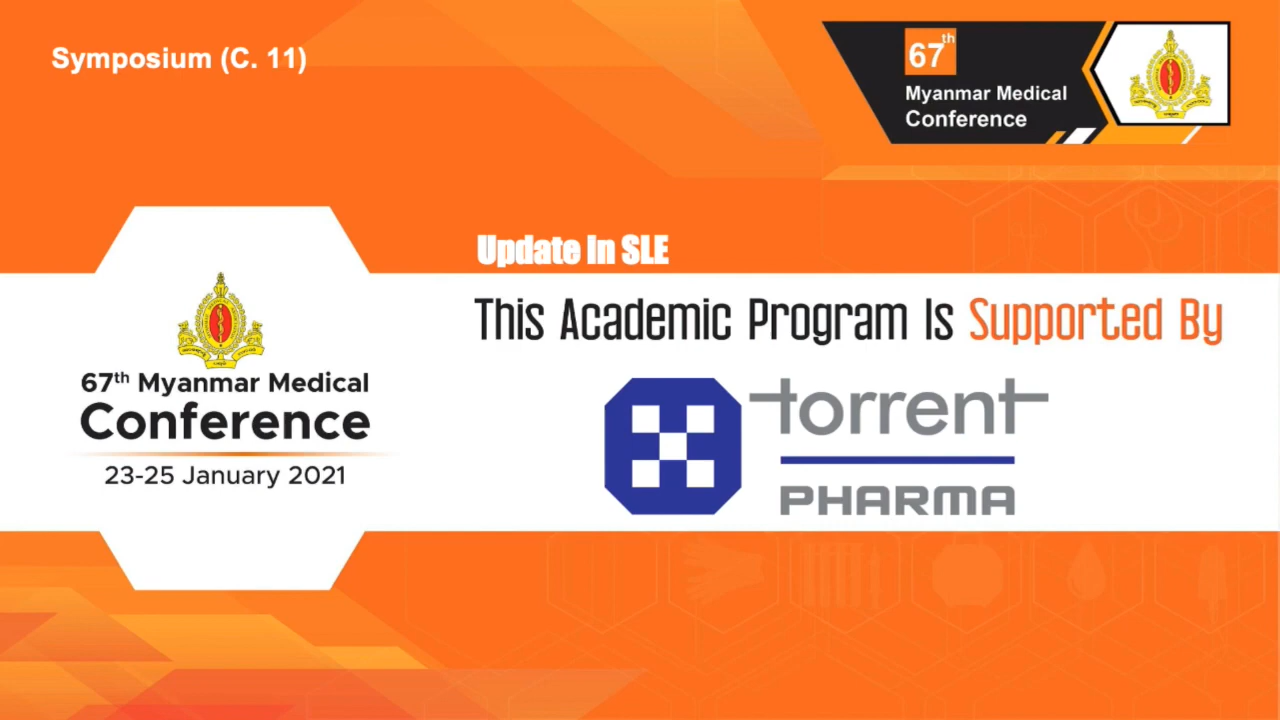 Symposium (C. 11)
67th
Myanmar Medical
Conference
Update in SLE
This Academic Program Is Supported By
torrent
PHARMA
67th Myanmar Medical
Conference
23-25 January 2021